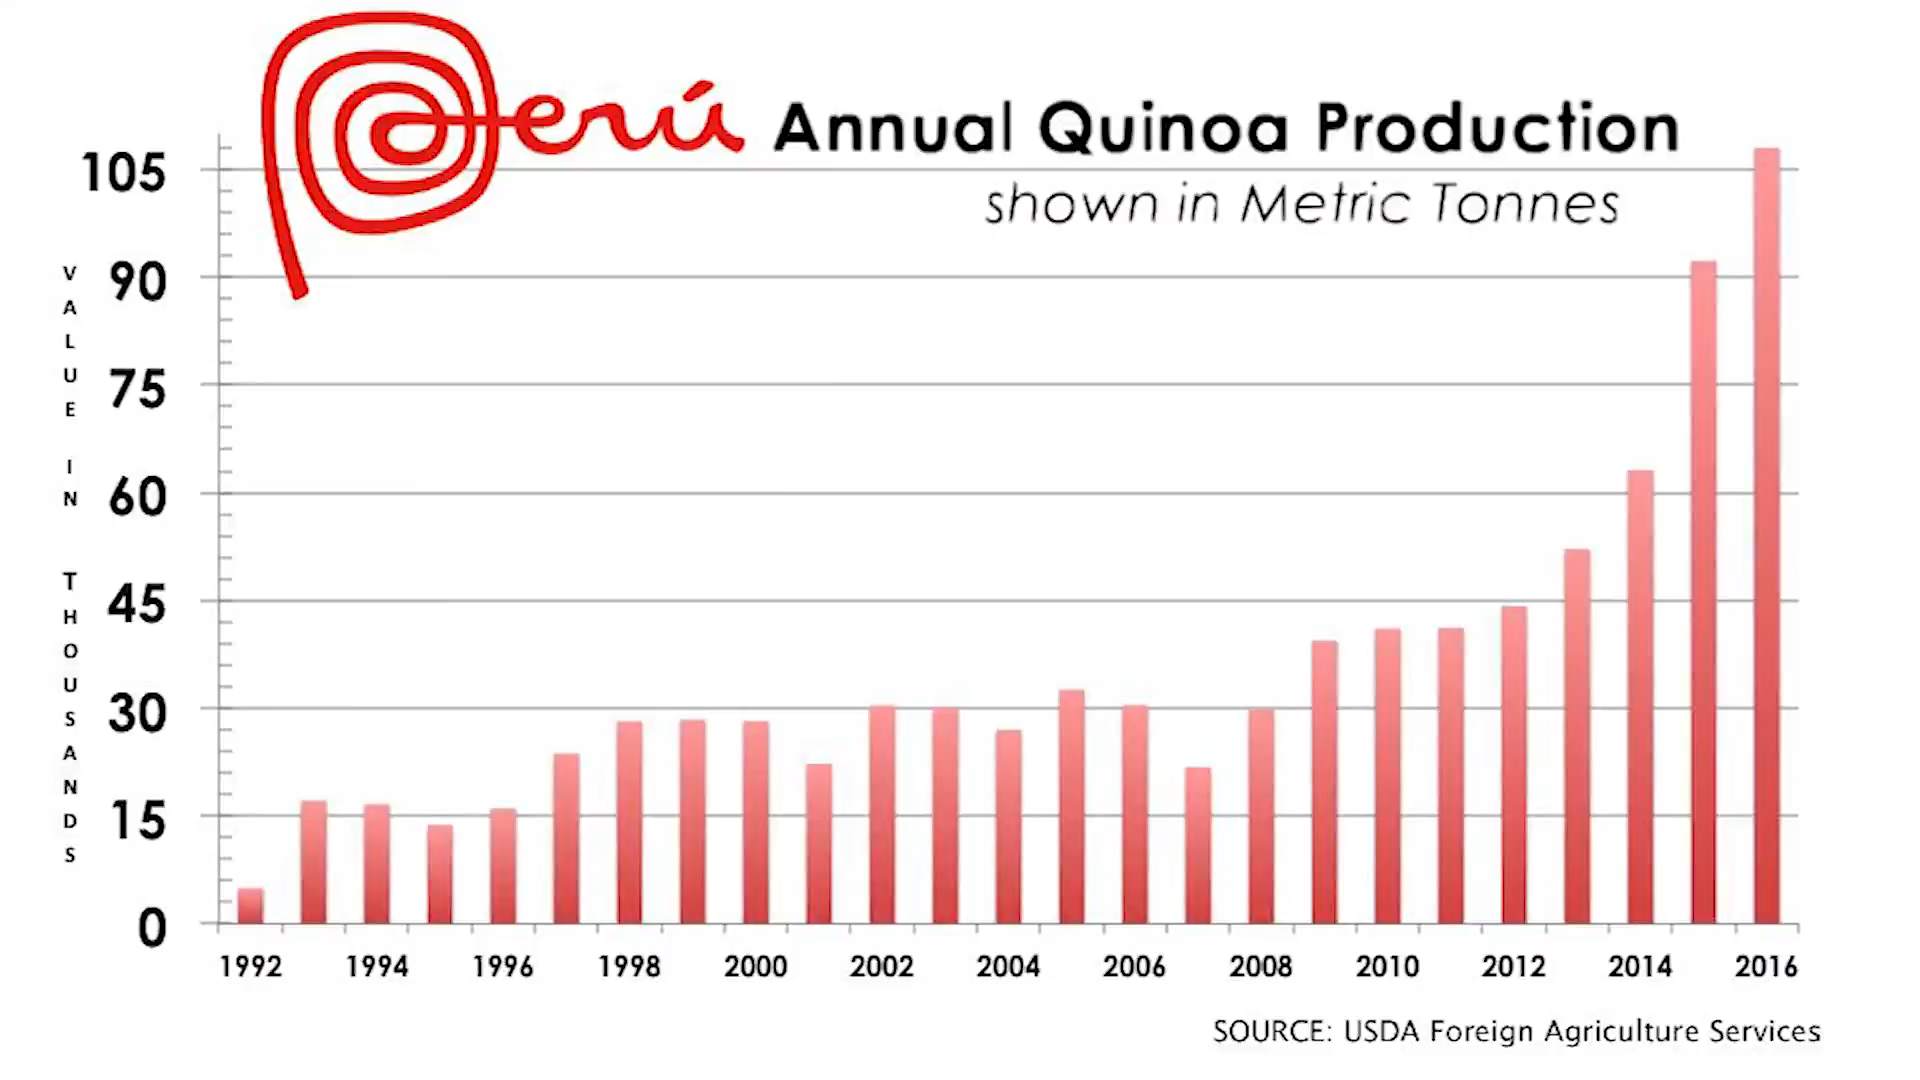 Perú Annual Quinoa Production
shown in Metric Tonnes
VALUE IN THOUSANDS
105
90
75
60
45
30
15
0
1992 1994 1996 1998 2000 2002 2004 2006 2008 2010 2012 2014 2016
SOURCE: USDA Foreign Agriculture Services